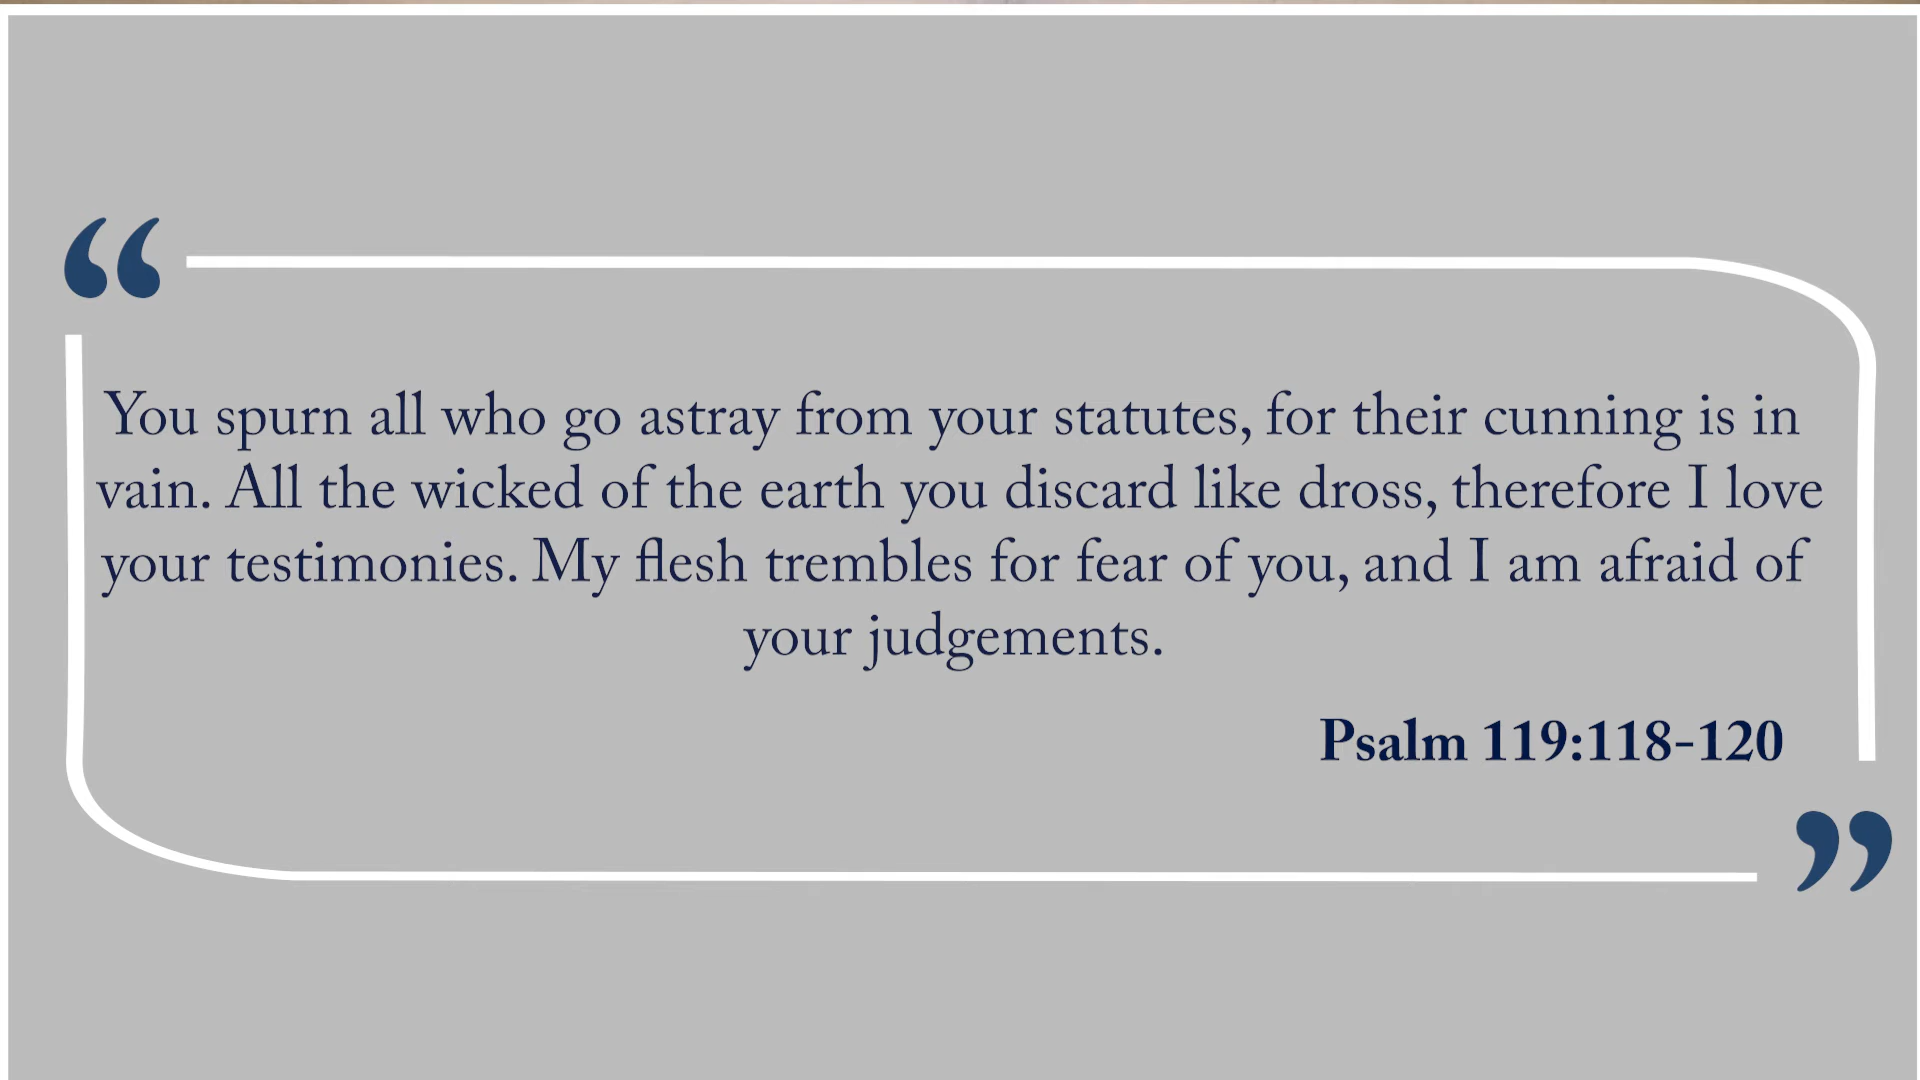 “
You spurn all who go astray from your statutes, for their cunning is in
vain. All the wicked of the earth you discard like dross, therefore I love
your testimonies. My flesh trembles for fear of you, and I am afraid of
your judgements.
Psalm 119:118-120
”